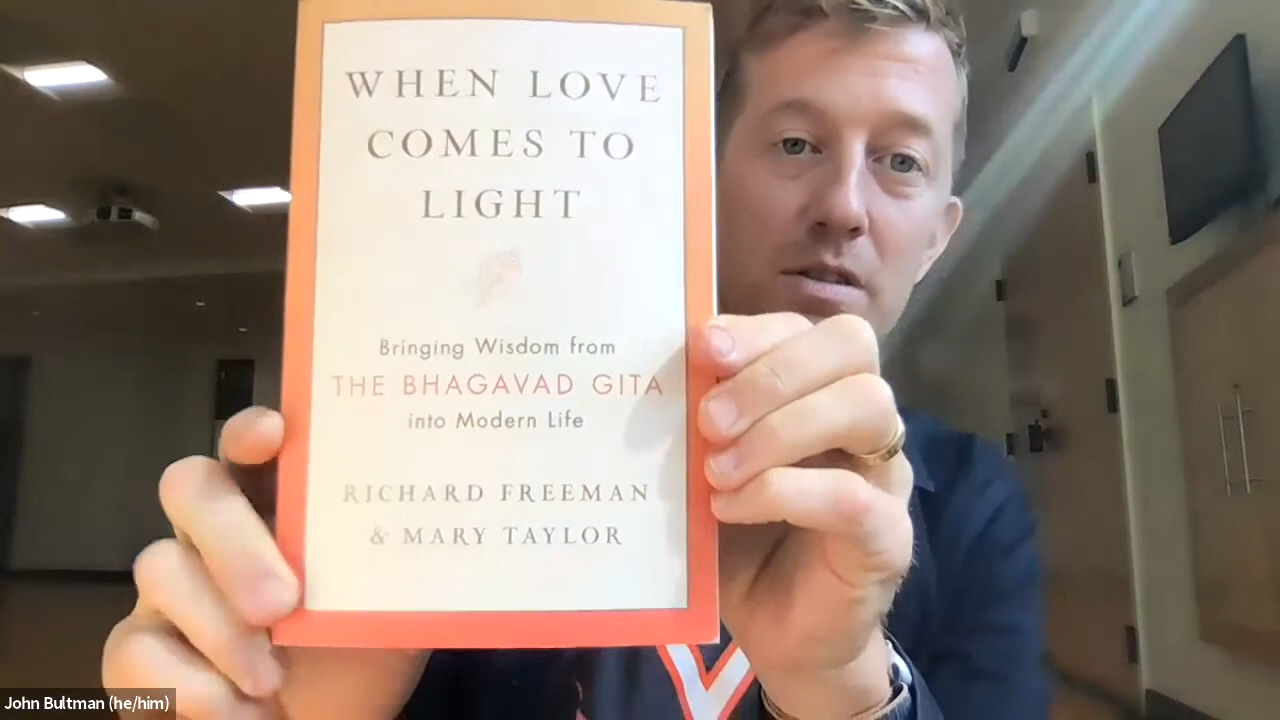 WHEN LOVE
COMES TO
LIGHT
Bringing Wisdom from
THE BHAGAVAD GITA
into Modern Life
RICHARD FREEMAN
& MARY TAYLOR
John Bultman (he/him)